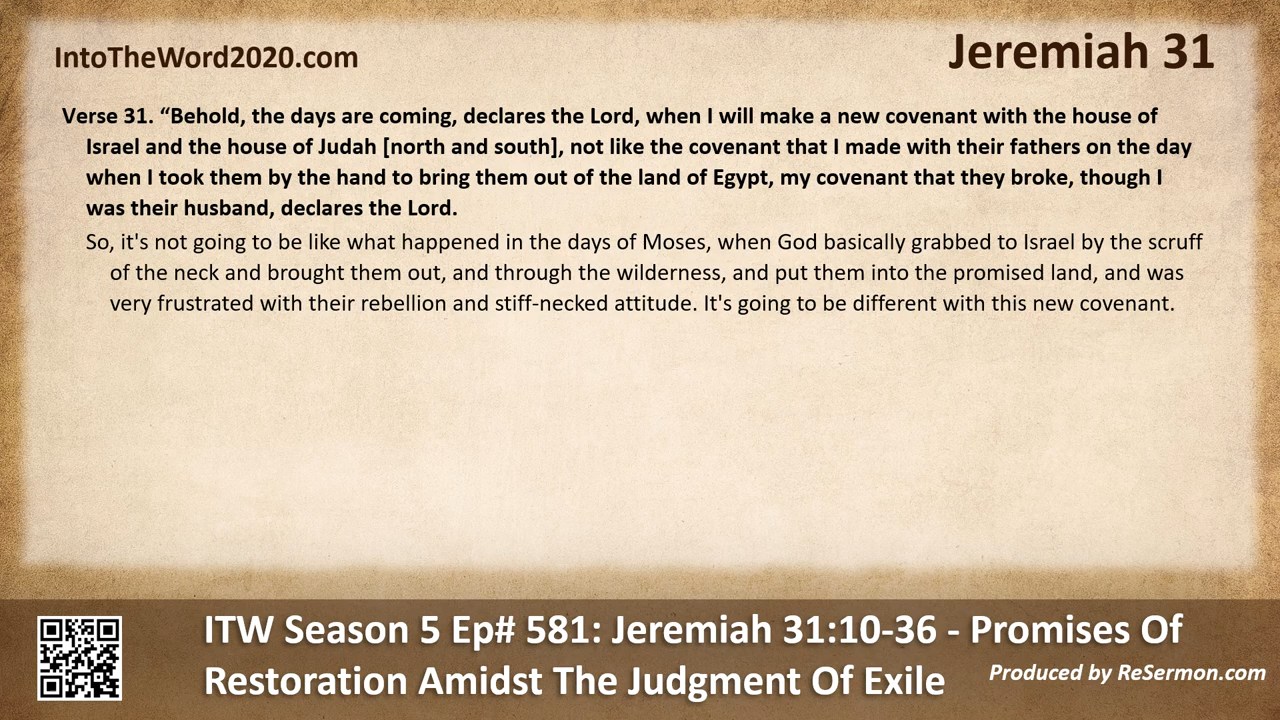 IntoTheWord2020.com
Jeremiah 31
Verse 31. “Behold, the days are coming, declares the Lord, when I will make a new covenant with the house of
Israel and the house of Judah [north and south], not like the covenant that I made with their fathers on the day
when I took them by the hand to bring them out of the land of Egypt, my covenant that they broke, though I
was their husband, declares the Lord.
So, it's not going to be like what happened in the days of Moses, when God basically grabbed to Israel by the scruff
of the neck and brought them out, and through the wilderness, and put them into the promised land, and was
very frustrated with their rebellion and stiff-necked attitude. It's going to be different with this new covenant.
ITW Season 5 Ep# 581: Jeremiah 31:10-36 - Promises Of
Restoration Amidst The Judgment Of Exile
Produced by ReSermon.com